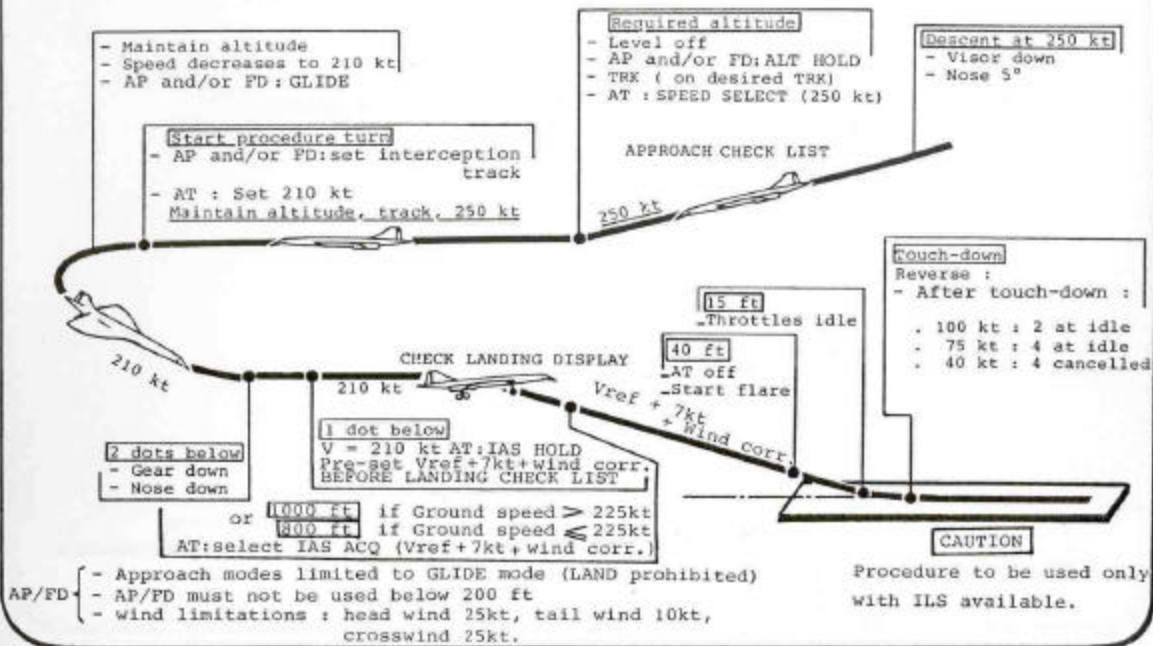 - Maintain altitude
- Speed decreases to 210 kt
- AP and/or FD : GLIDE
Required altitude
- Level off
- AP and/or FD: ALT HOLD
- TRK ( on desired TRK)
- AT : SPEED SELECT (250 kt)
Descent at 250 kt
- Visor down
- Nose 5°
Start procedure turn
- AP and/or FD:set interception
track
- AT : Set 210 kt
Maintain altitude, track, 250 kt
APPROACH CHECK LIST
250 kt
210 kt
CHECK LANDING DISPLAY
210 kt
2 dots below
- Gear down
- Nose down
1 dot below
V = 210 kt AT:IAS HOLD
Pre-set Vref+7kt+wind corr.
BEFORE LANDING CHECK LIST
or 1000 ft if Ground speed > 225kt
800 ft if Ground speed ⩽ 225kt
AT:select IAS ACQ (Vref+7kt+wind corr.)
Vref + 7kt
+ Wind corr.
40 ft
-AT off
-Start flare
15 ft
-Throttles idle
Touch-down
Reverse :
- After touch-down :
. 100 kt : 2 at idle
. 75 kt : 4 at idle
. 40 kt : 4 cancelled
CAUTION
Procedure to be used only
with ILS available.
AP/FD
- Approach modes limited to GLIDE mode (LAND prohibited)
- AP/FD must not be used below 200 ft
- wind limitations : head wind 25kt, tail wind 10kt,
crosswind 25kt.